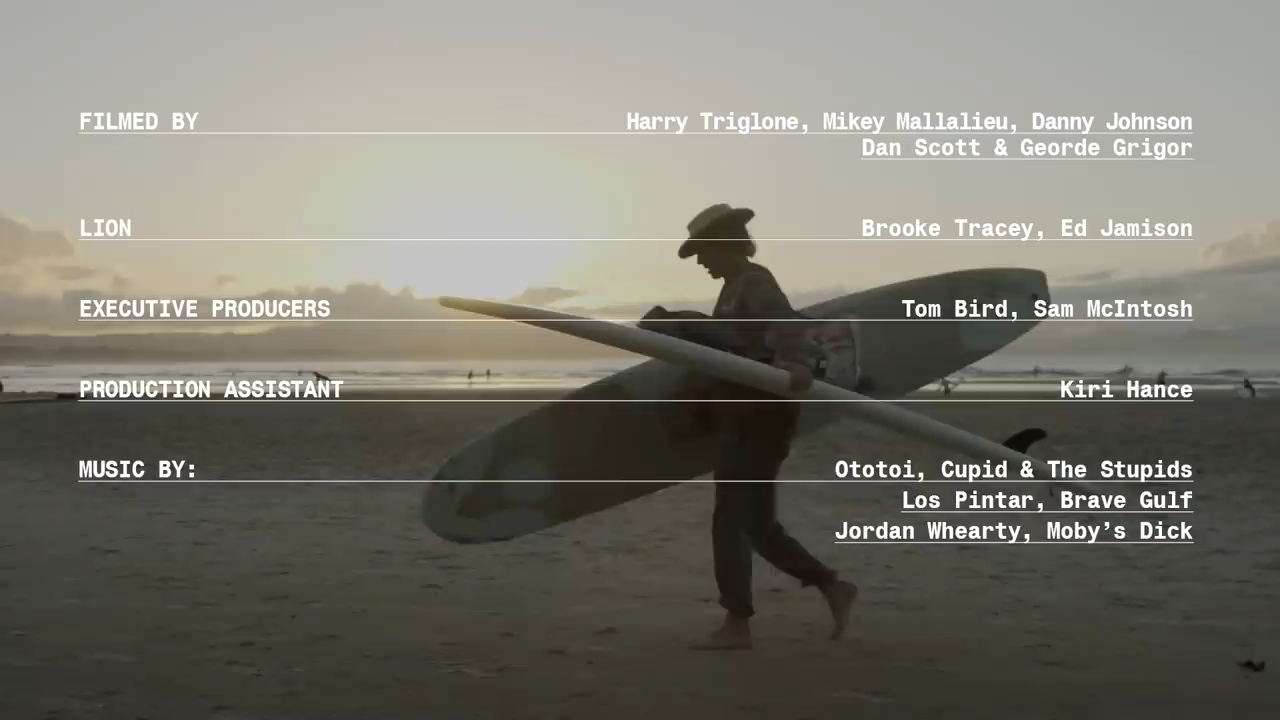 FILMED BY Harry Triglone, Mikey Mallalieu, Danny Johnson
Dan Scott & Georde Grigor
LION Brooke Tracey, Ed Jamison
EXECUTIVE PRODUCERS Tom Bird, Sam McIntosh
PRODUCTION ASSISTANT Kiri Hance
MUSIC BY: Ototoi, Cupid & The Stupids
Los Pintar, Brave Gulf
Jordan Whearty, Moby’s Dick